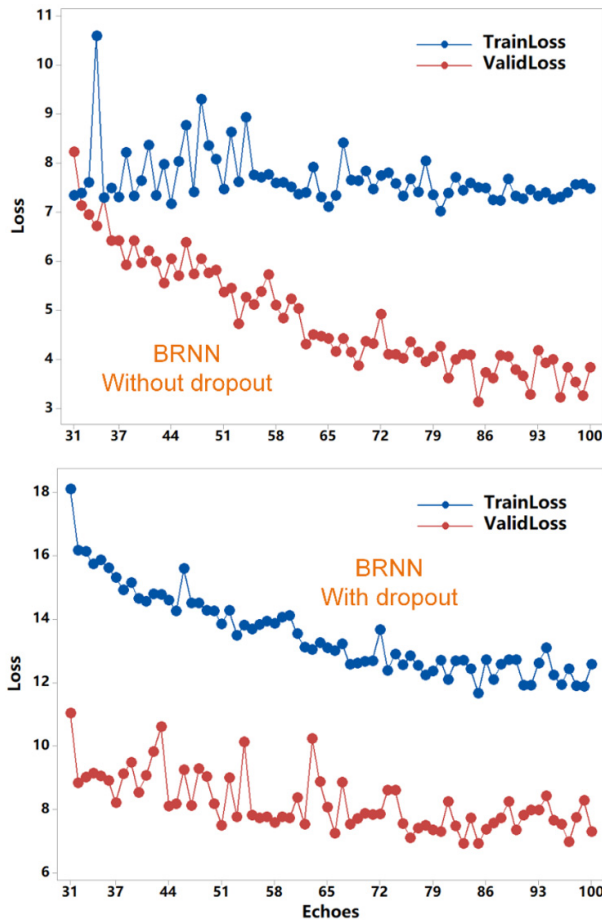 11
10
9
8
7
6
5
4
3
Loss
TrainLoss
ValidLoss
BRNN
Without dropout
31 37 44 51 58 65 72 79 86 93 100
18
16
14
12
10
8
6
Loss
TrainLoss
ValidLoss
BRNN
With dropout
31 37 44 51 58 65 72 79 86 93 100
Echoes